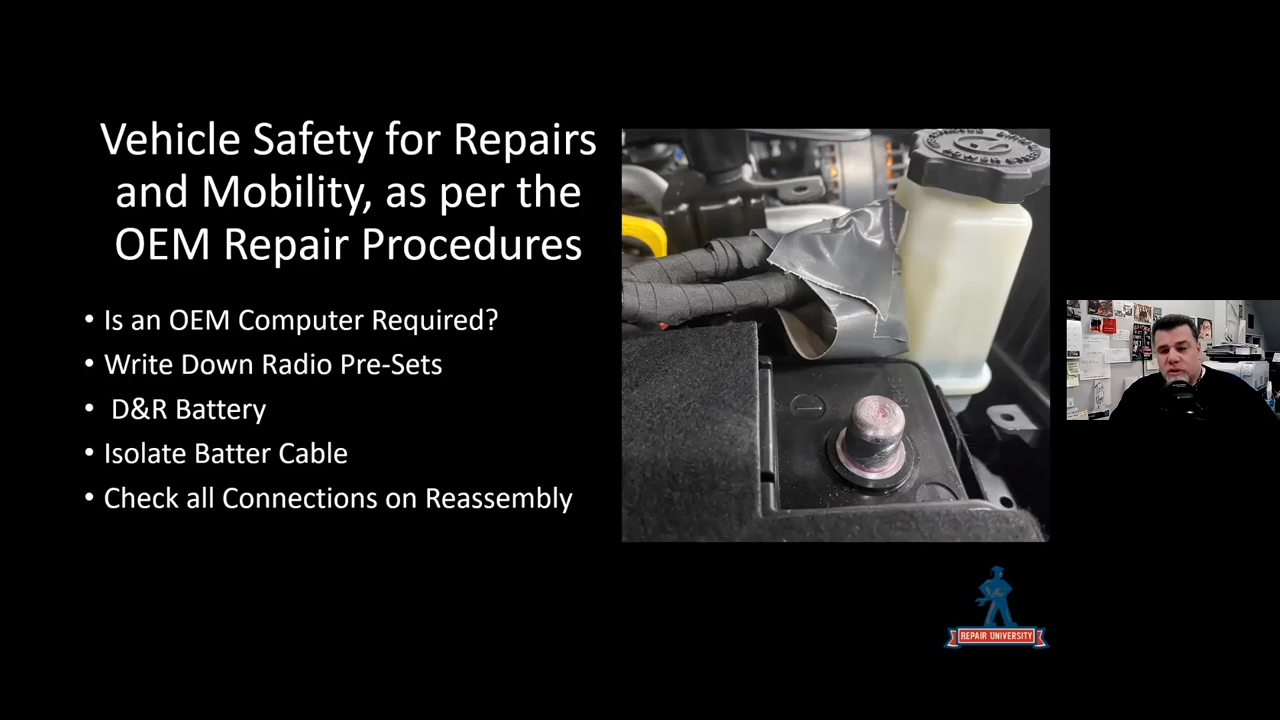 Vehicle Safety for Repairs
and Mobility, as per the
OEM Repair Procedures
• Is an OEM Computer Required?
• Write Down Radio Pre-Sets
• D&R Battery
• Isolate Batter Cable
• Check all Connections on Reassembly
REPAIR UNIVERSITY